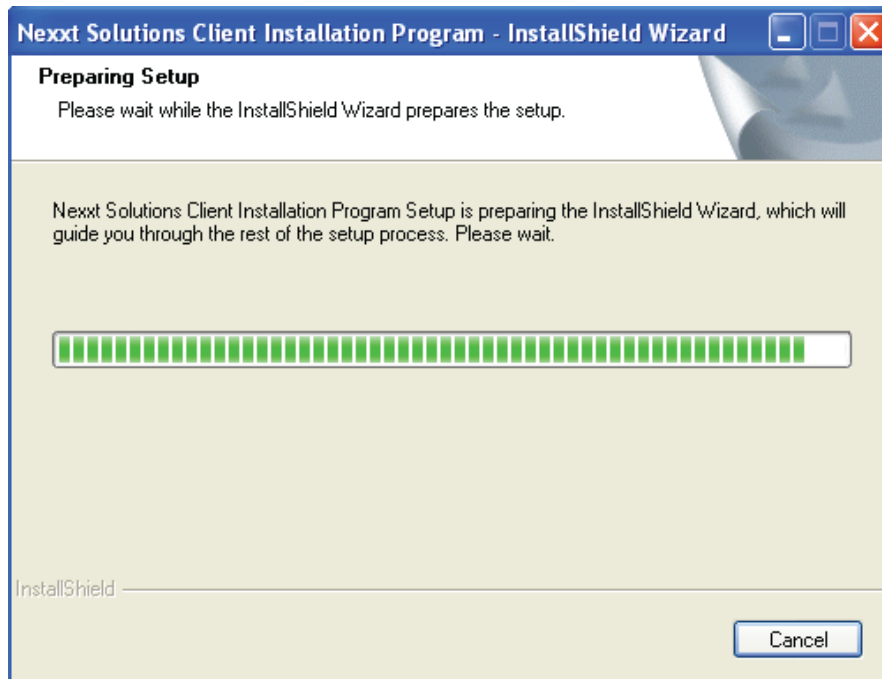 Nexxt Solutions Client Installation Program - InstallShield Wizard
Preparing Setup
Please wait while the InstallShield Wizard prepares the setup.
Nexxt Solutions Client Installation Program Setup is preparing the InstallShield Wizard, which will
guide you through the rest of the setup process. Please wait.
InstallShield
Cancel